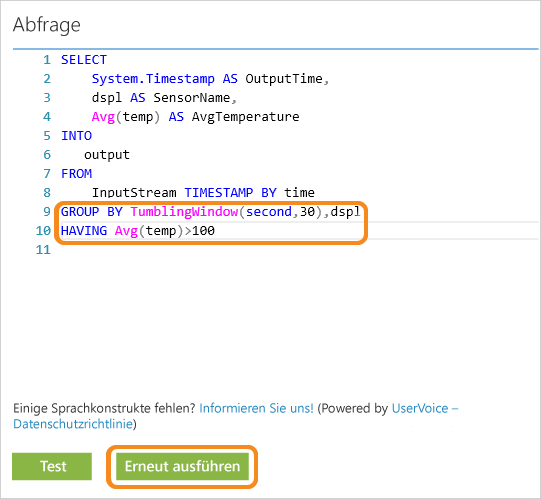 Abfrage
1 SELECT
2 System.Timestamp AS OutputTime,
3 dspl AS SensorName,
4 Avg(temp) AS AvgTemperature
5 INTO
6 output
7 FROM
8 InputStream TIMESTAMP BY time
9 GROUP BY TumblingWindow(second,30),dspl
10 HAVING Avg(temp)>100
11
Einige Sprachkonstrukte fehlen? Informieren Sie uns! (Powered by UserVoice –
Datenschutzrichtlinie)
Test Erneut ausführen